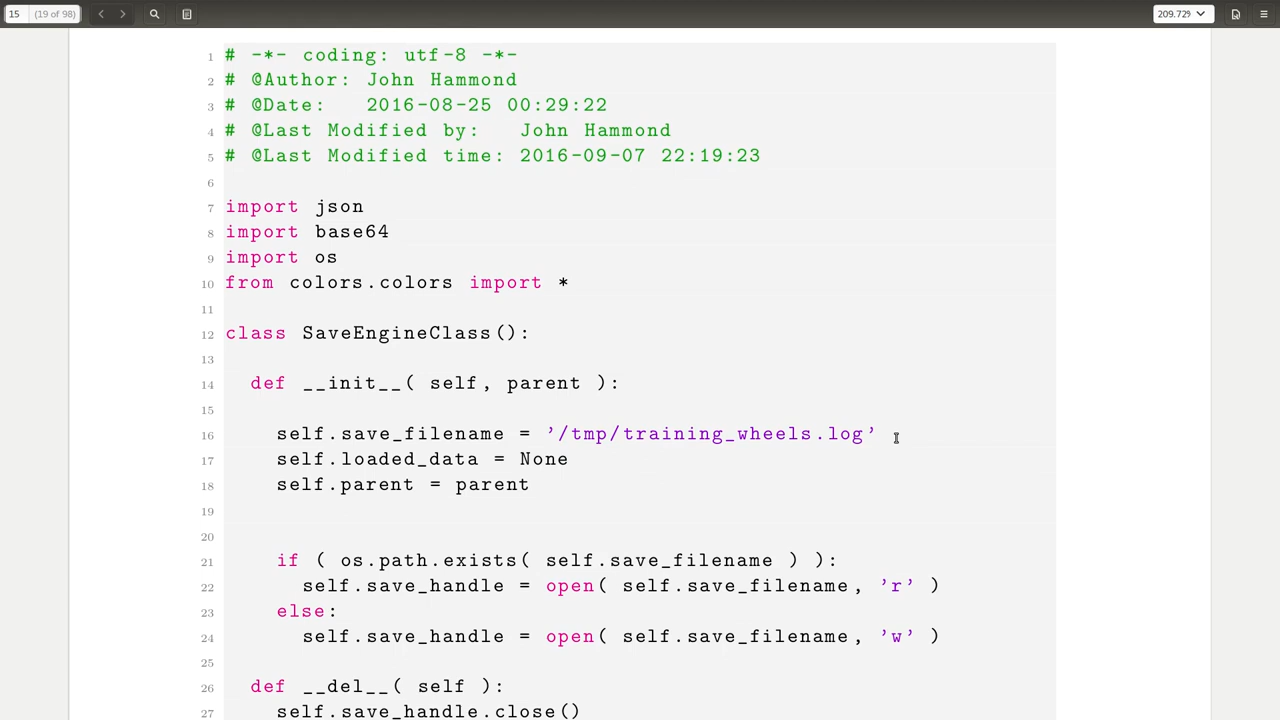 15 (19 of 98) 209.729
1 # -*- coding: utf-8 -*-
2 # @Author: John Hammond
3 # @Date:   2016-08-25 00:29:22
4 # @Last Modified by:   John Hammond
5 # @Last Modified time: 2016-09-07 22:19:23
6
7 import json
8 import base64
9 import os
10 from colors.colors import *
11
12 class SaveEngineClass():
13
14 def __init__( self, parent ):
15
16 self.save_filename = '/tmp/training_wheels.log'
17 self.loaded_data = None
18 self.parent = parent
19
20
21 if ( os.path.exists( self.save_filename ) ):
22 self.save_handle = open( self.save_filename, 'r' )
23 else:
24 self.save_handle = open( self.save_filename, 'w' )
25
26 def __del__( self ):
27 self.save_handle.close()